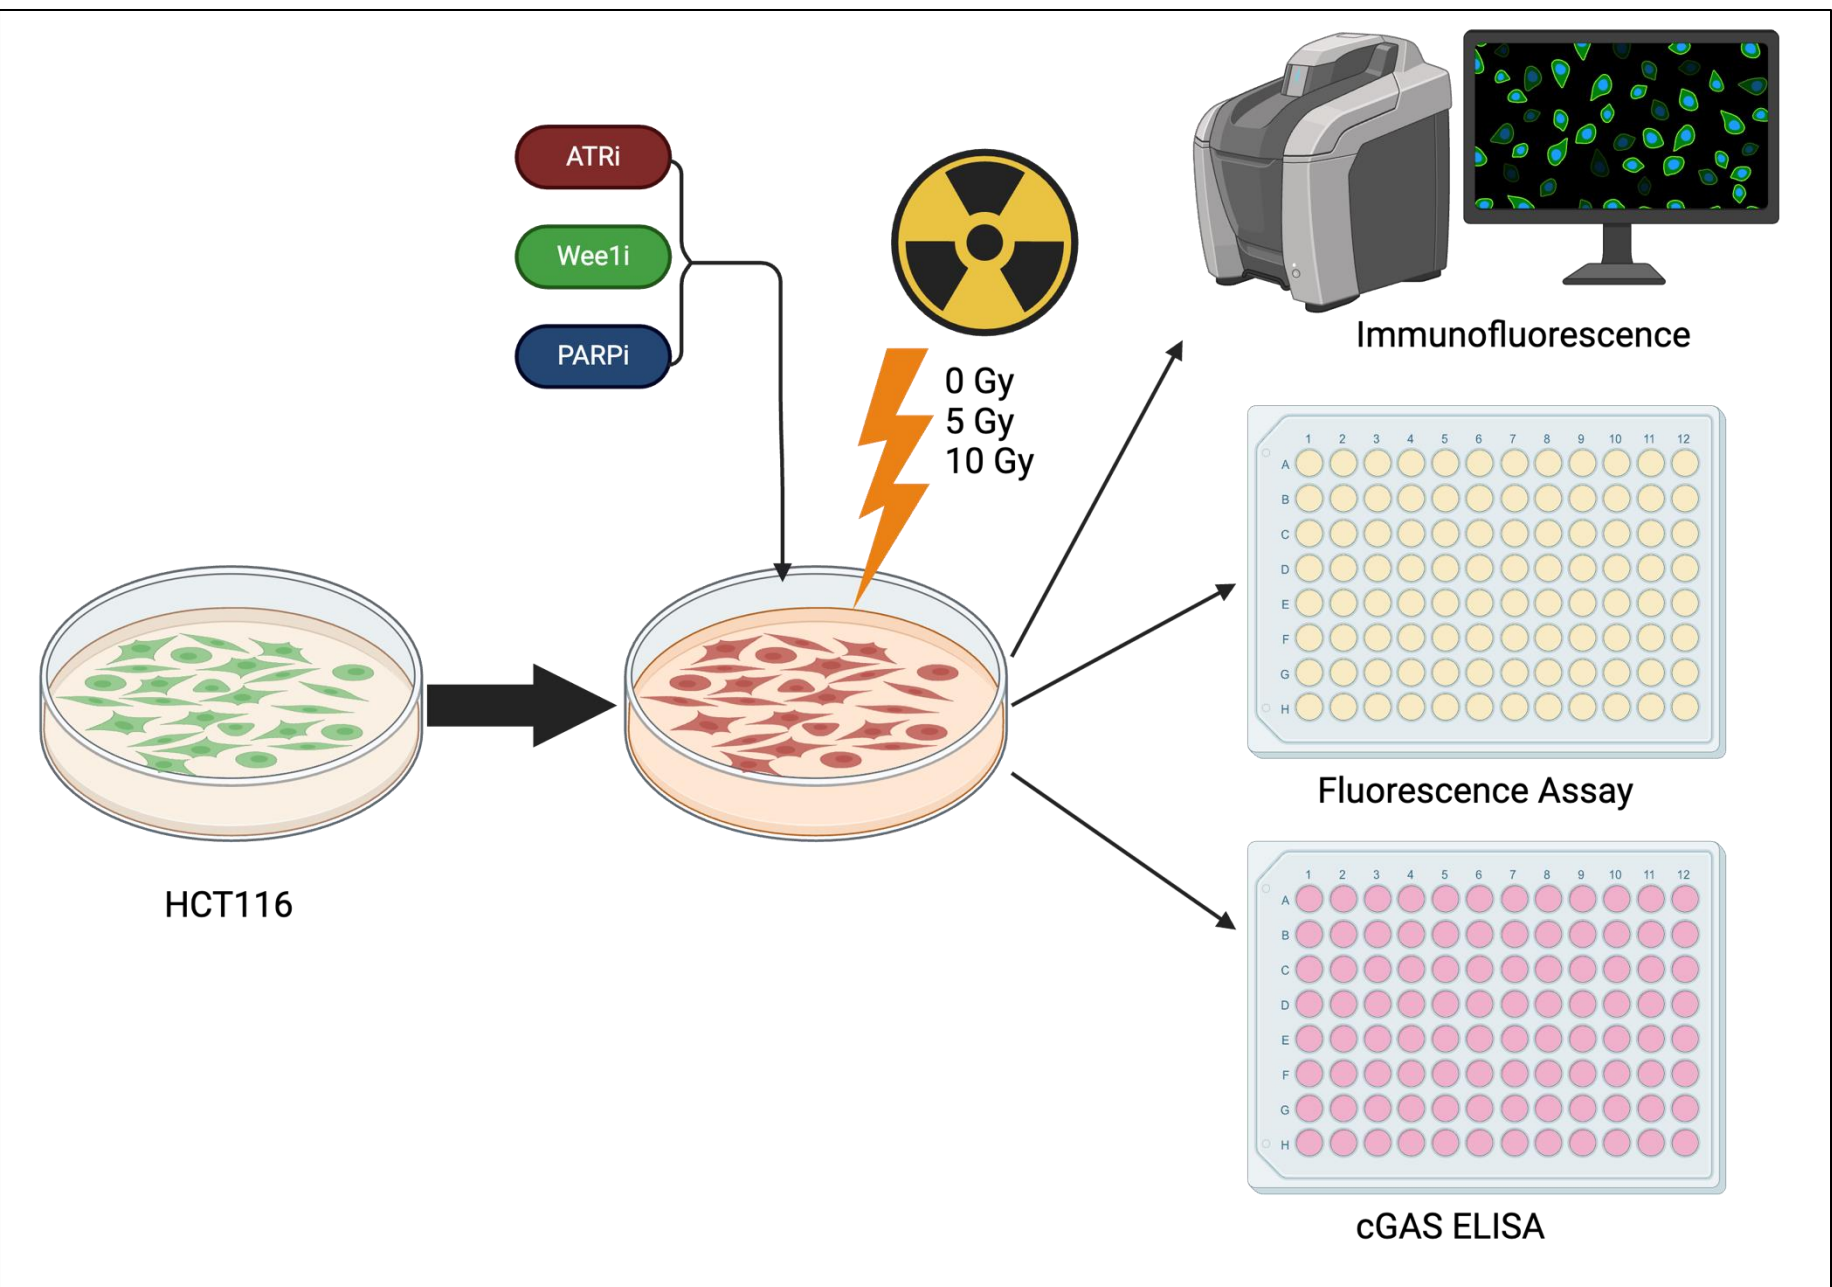 ATRi
Wee1i
PARPi
0 Gy
5 Gy
10 Gy
HCT116
Immunofluorescence
1 2 3 4 5 6 7 8 9 10 11 12
A
B
C
D
E
F
G
H
Fluorescence Assay
1 2 3 4 5 6 7 8 9 10 11 12
A
B
C
D
E
F
G
H
cGAS ELISA